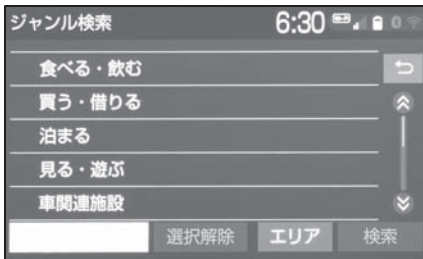 ジャンル検索 6:30
食べる・飲む
買う・借りる
泊まる
見る・遊ぶ
車関連施設
選択解除 エリア 検索